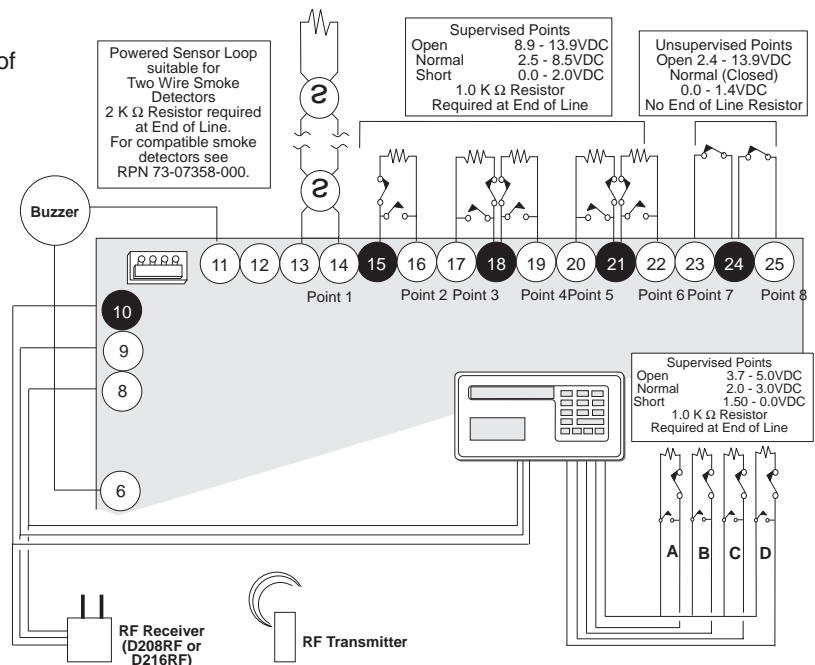 of
Powered Sensor Loop
suitable for
Two Wire Smoke
Detectors
2 K Ω Resistor required
at End of Line.
For compatible smoke
detectors see
RPN 73-07358-000.
Supervised Points
Open 8.9 - 13.9VDC
Normal 2.5 - 8.5VDC
Short 0.0 - 2.0VDC
1.0 K Ω Resistor
Required at End of Line
Unsupervised Points
Open 2.4 - 13.9VDC
Normal (Closed)
0.0 - 1.4VDC
No End of Line Resistor
S
S
Buzzer
11 12 13 14 15 16 17 18 19 20 21 22 23 24 25
Point 1 Point 2 Point 3 Point 4 Point 5 Point 6 Point 7 Point 8
10
9
8
6
Supervised Points
Open 3.7 - 5.0VDC
Normal 2.0 - 3.0VDC
Short 1.50 - 0.0VDC
1.0 K Ω Resistor
Required at End of Line
A B C D
RF Receiver
(D208RF or
D216RF)
RF Transmitter